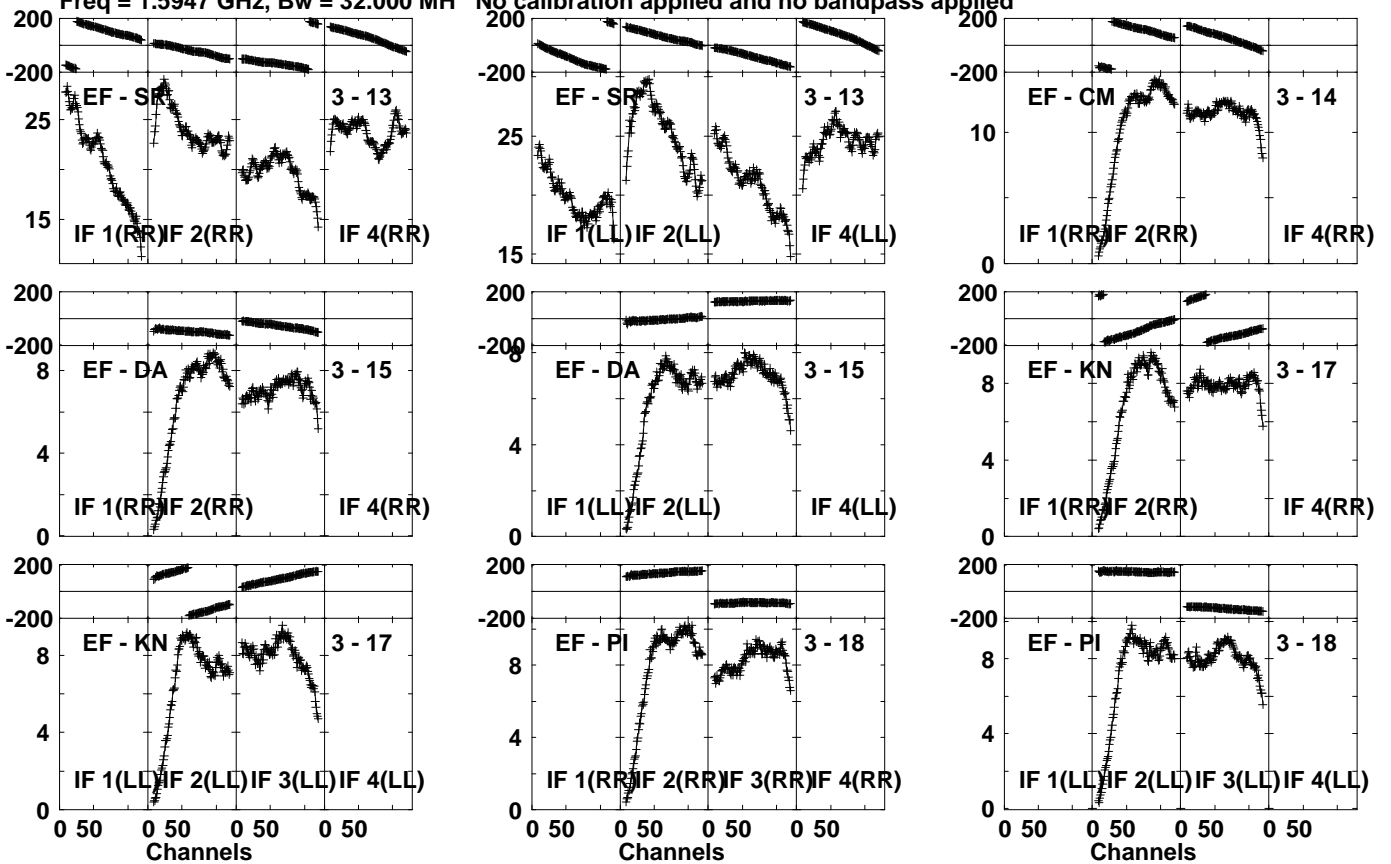 Freq = 1.5947 GHz, Bw = 32.000 MH No calibration applied and no bandpass applied
200 200 200
-200 -200 -200
EF - SR 3 - 13 EF - SR 3 - 13 EF - CM 3 - 14
25 25 10
15 15 0
IF 1(RR) IF 2(RR) IF 4(RR) IF 1(LL) IF 2(LL) IF 4(LL) IF 1(RR) IF 2(RR) IF 4(RR)
200 200 200
-200 -200 -200
EF - DA 3 - 15 EF - DA 3 - 15 EF - KN 3 - 17
8 8 8
4 4 4
IF 1(RR) IF 2(RR) IF 4(RR) IF 1(LL) IF 2(LL) IF 4(LL) IF 1(RR) IF 2(RR) IF 4(RR)
0 0 0
200 200 200
-200 -200 -200
EF - KN 3 - 17 EF - PI 3 - 18 EF - PI 3 - 18
8 8 8
4 4 4
IF 1(LL) IF 2(LL) IF 3(LL) IF 4(LL) IF 1(RR) IF 2(RR) IF 3(RR) IF 4(RR) IF 1(LL) IF 2(LL) IF 3(LL) IF 4(LL)
0 0 0
0 50 0 50 0 50 0 50 0 50 0 50 0 50 0 50 0 50 0 50 0 50 0 50
Channels Channels Channels